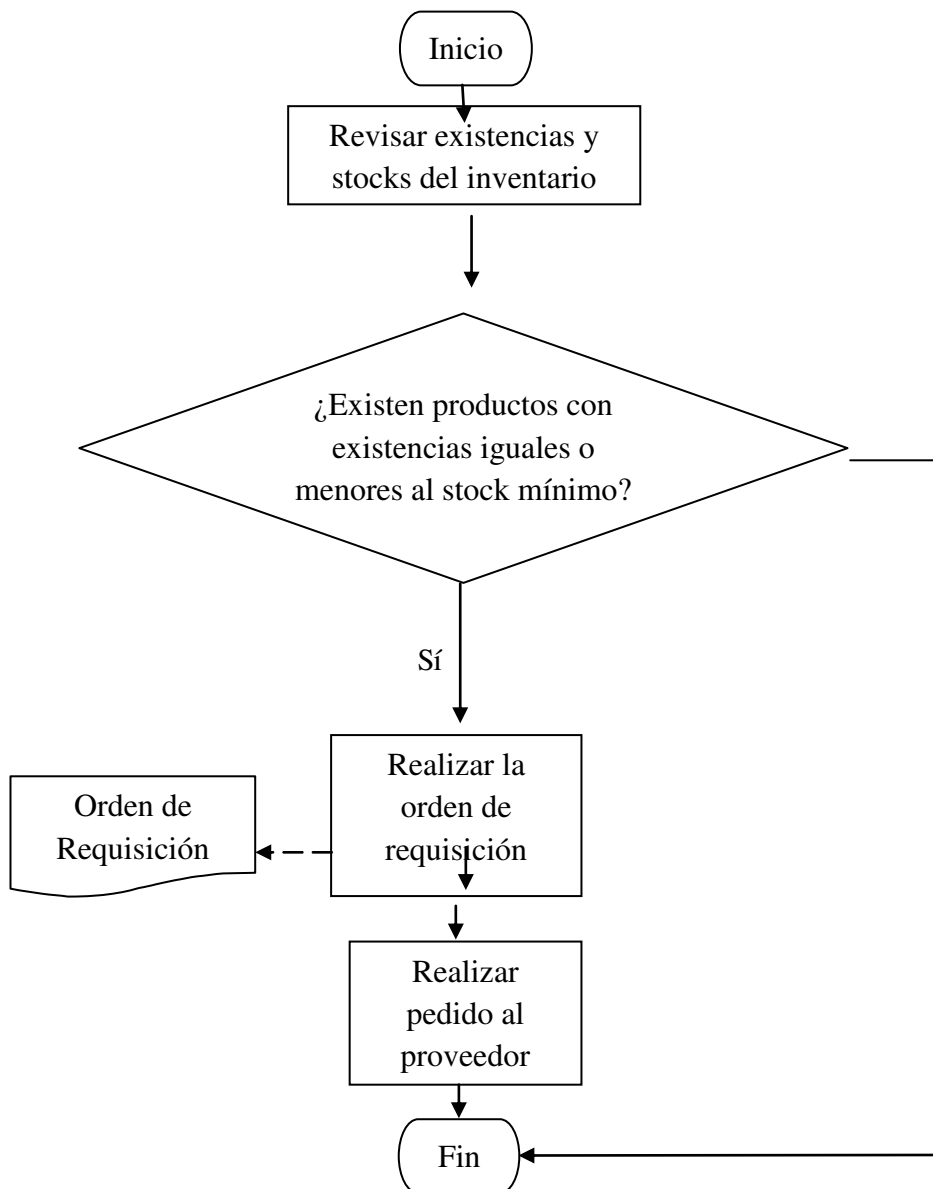 Inicio
Revisar existencias y
stocks del inventario
¿Existen productos con
existencias iguales o
menores al stock mínimo?
Sí
Realizar la
orden de
requisición
Orden de
Requisición
Realizar
pedido al
proveedor
Fin